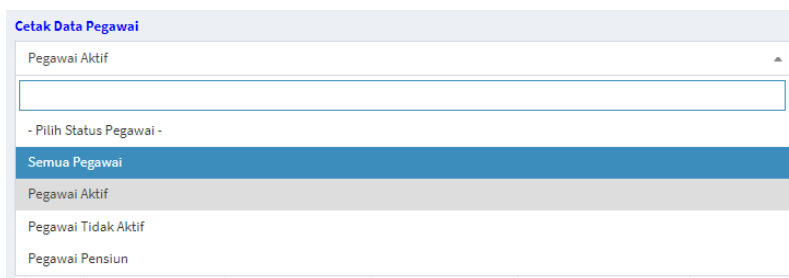 Cetak Data Pegawai
Pegawai Aktif
- Pilih Status Pegawai -
Semua Pegawai
Pegawai Aktif
Pegawai Tidak Aktif
Pegawai Pensiun